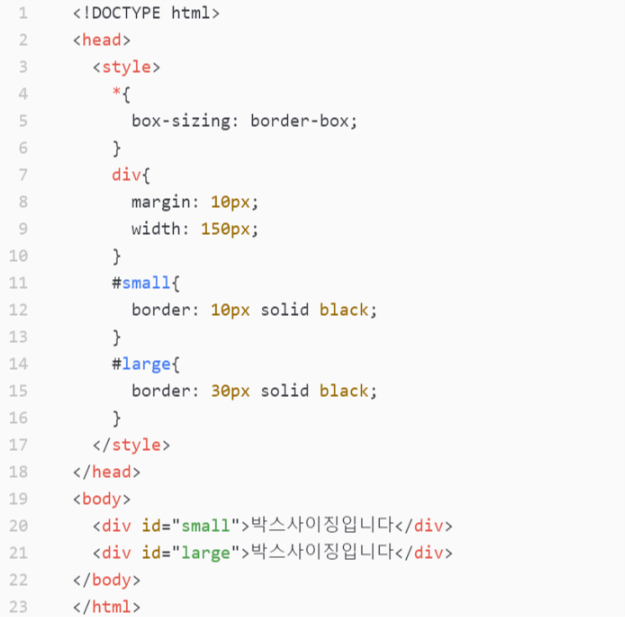 1 <!DOCTYPE html>
2 <head>
3 <style>
4 *{
5 box-sizing: border-box;
6 }
7 div{
8 margin: 10px;
9 width: 150px;
10 }
11 #small{
12 border: 10px solid black;
13 }
14 #large{
15 border: 30px solid black;
16 }
17 </style>
18 </head>
19 <body>
20 <div id="small">박스사이징입니다</div>
21 <div id="large">박스사이징입니다</div>
22 </body>
23 </html>